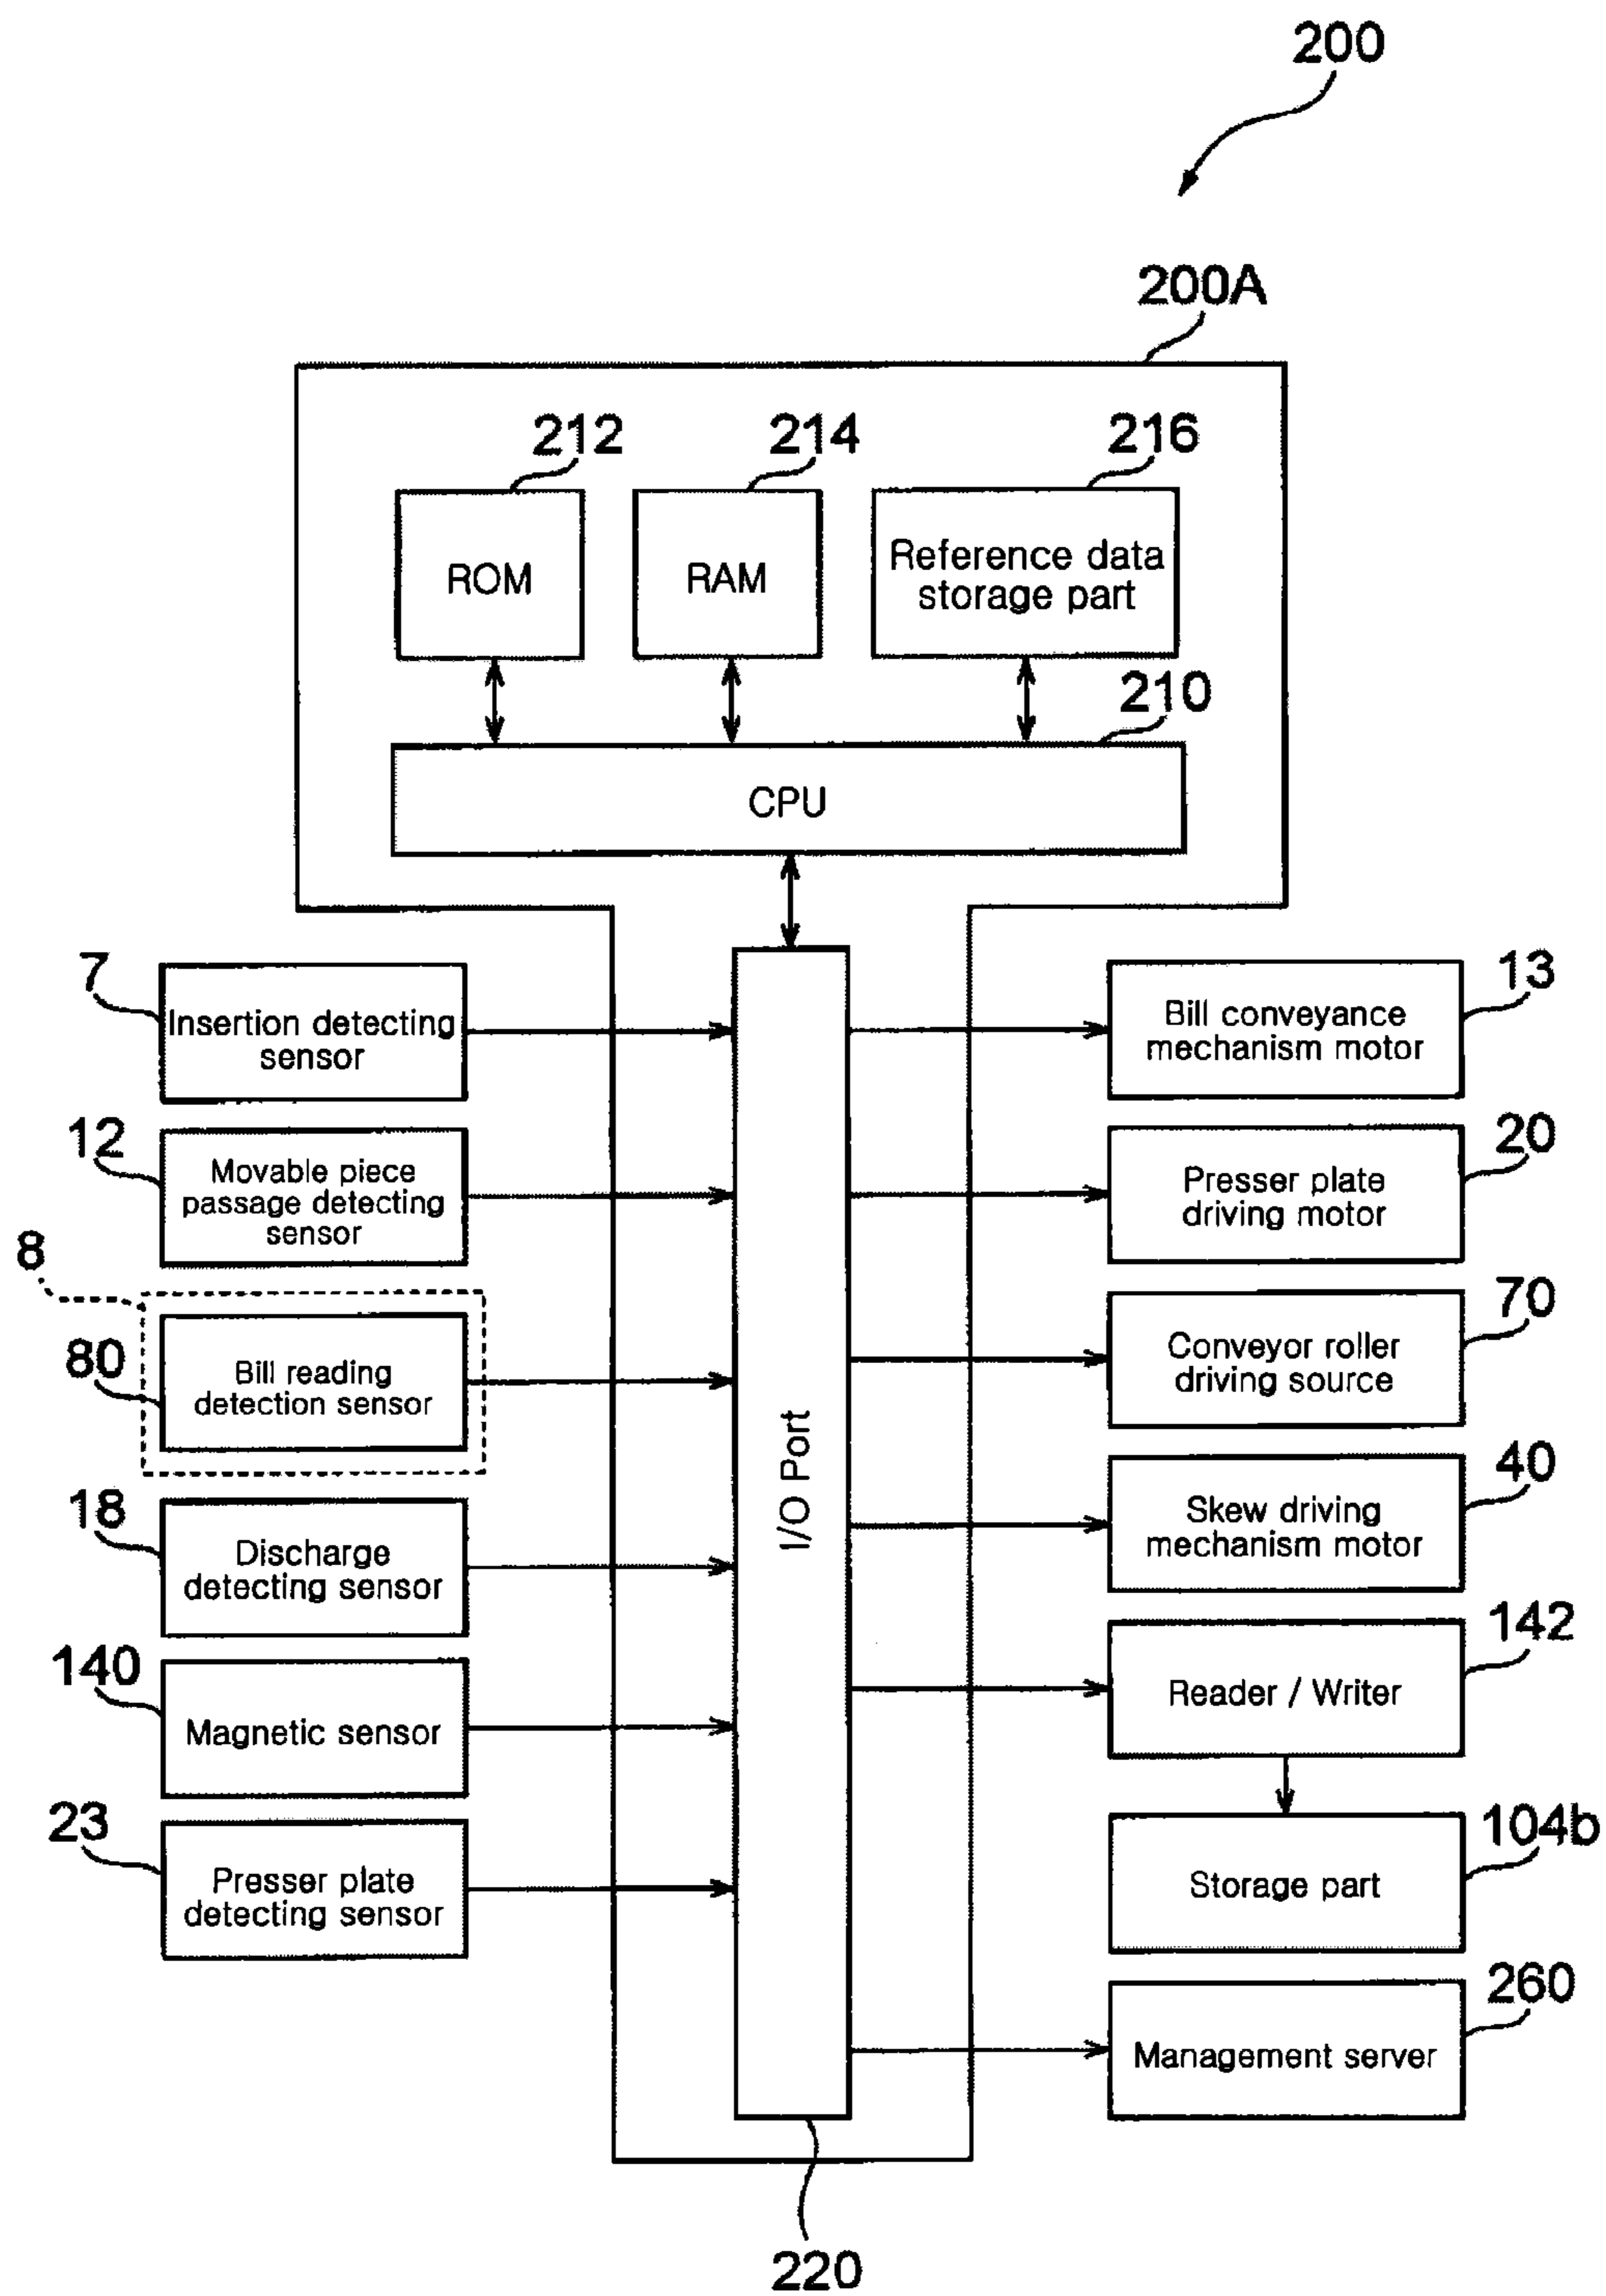 200
200A
212
214
216
ROM
RAM
Reference data
storage part
210
CPU
7
Insertion detecting
sensor
12
Movable piece
passage detecting
sensor
8
80
Bill reading
detection sensor
18
Discharge
detecting sensor
140
Magnetic sensor
23
Presser plate
detecting sensor
I/O Port
220
13
Bill conveyance
mechanism motor
20
Presser plate
driving motor
70
Conveyor roller
driving source
40
Skew driving
mechanism motor
142
Reader / Writer
104b
Storage part
260
Management server